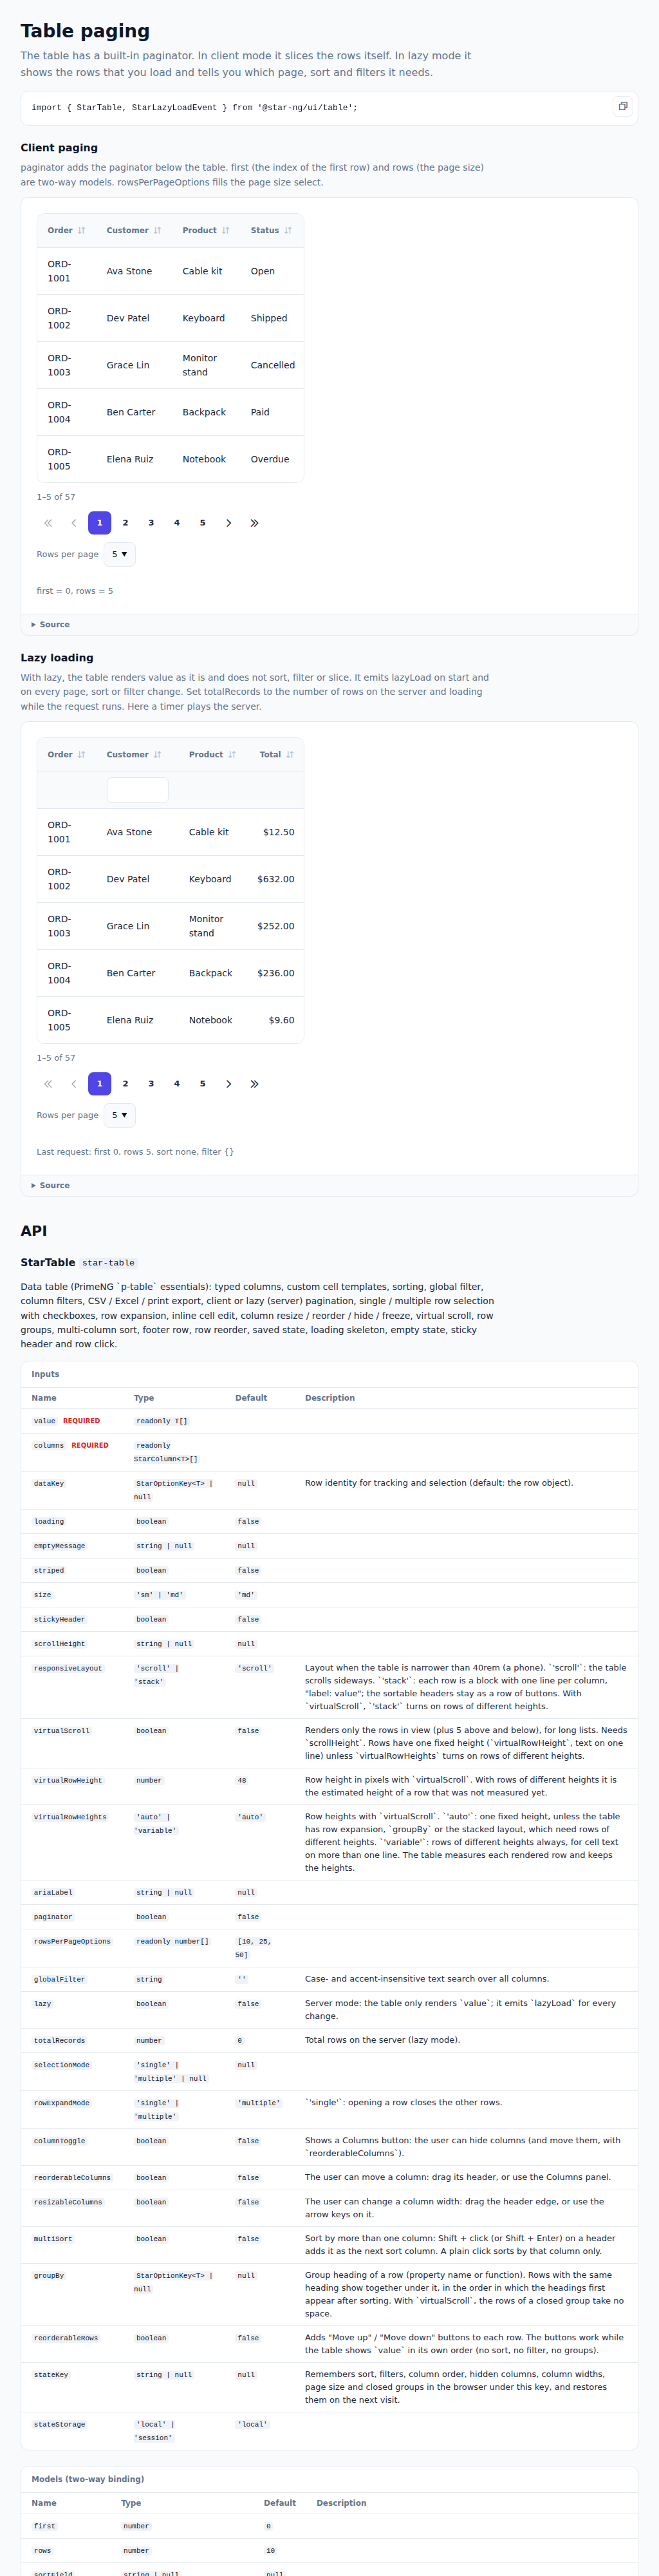 Table paging
The table has a built-in paginator. In client mode it slices the rows itself. In lazy mode it
shows the rows that you load and tells you which page, sort and filters it needs.
import { StarTable, StarLazyLoadEvent } from '@star-ng/ui/table';
Client paging
paginator adds the paginator below the table. first (the index of the first row) and rows (the page size)
are two-way models. rowsPerPageOptions fills the page size select.
Order Customer Product Status
ORD-
1001 Ava Stone Cable kit Open
ORD-
1002 Dev Patel Keyboard Shipped
ORD-
1003 Grace Lin Monitor
stand Cancelled
ORD-
1004 Ben Carter Backpack Paid
ORD-
1005 Elena Ruiz Notebook Overdue
1–5 of 57
1 2 3 4 5
Rows per page 5
first = 0, rows = 5
Source
Lazy loading
With lazy, the table renders value as it is and does not sort, filter or slice. It emits lazyLoad on start and
on every page, sort or filter change. Set totalRecords to the number of rows on the server and loading
while the request runs. Here a timer plays the server.
Order Customer Product Total
ORD-
1001 Ava Stone Cable kit $12.50
ORD-
1002 Dev Patel Keyboard $632.00
ORD-
1003 Grace Lin Monitor
stand $252.00
ORD-
1004 Ben Carter Backpack $236.00
ORD-
1005 Elena Ruiz Notebook $9.60
1–5 of 57
1 2 3 4 5
Rows per page 5
Last request: first 0, rows 5, sort none, filter {}
Source
API
StarTable star-table
Data table (PrimeNG `p-table` essentials): typed columns, custom cell templates, sorting, global filter,
column filters, CSV / Excel / print export, client or lazy (server) pagination, single / multiple row selection
with checkboxes, row expansion, inline cell edit, column resize / reorder / hide / freeze, virtual scroll, row
groups, multi-column sort, footer row, row reorder, saved state, loading skeleton, empty state, sticky
header and row click.
Inputs
Name Type Default Description
value REQUIRED readonly T[]
columns REQUIRED readonly
StarColumn<T>[]
dataKey StarOptionKey<T> |
null null Row identity for tracking and selection (default: the row object).
loading boolean false
emptyMessage string | null null
striped boolean false
size 'sm' | 'md' 'md'
stickyHeader boolean false
scrollHeight string | null null
responsiveLayout 'scroll' |
'stack' 'scroll' Layout when the table is narrower than 40rem (a phone). `'scroll'`: the table
scrolls sideways. `'stack'`: each row is a block with one line per column,
"label: value"; the sortable headers stay as a row of buttons. With
`virtualScroll`, `'stack'` turns on rows of different heights.
virtualScroll boolean false Renders only the rows in view (plus 5 above and below), for long lists. Needs
`scrollHeight`. Rows have one fixed height (`virtualRowHeight`, text on one
line) unless `virtualRowHeights` turns on rows of different heights.
virtualRowHeight number 48 Row height in pixels with `virtualScroll`. With rows of different heights it is
the estimated height of a row that was not measured yet.
virtualRowHeights 'auto' |
'variable' 'auto' Row heights with `virtualScroll`. `'auto'`: one fixed height, unless the table
has row expansion, `groupBy` or the stacked layout, which need rows of
different heights. `'variable'`: rows of different heights always, for cell text
on more than one line. The table measures each rendered row and keeps
the heights.
ariaLabel string | null null
paginator boolean false
rowsPerPageOptions readonly number[] [10, 25,
50]
globalFilter string '' Case- and accent-insensitive text search over all columns.
lazy boolean false Server mode: the table only renders `value`; it emits `lazyLoad` for every
change.
totalRecords number 0 Total rows on the server (lazy mode).
selectionMode 'single' |
'multiple' | null null
rowExpandMode 'single' |
'multiple' 'multiple' `'single'`: opening a row closes the other rows.
columnToggle boolean false Shows a Columns button: the user can hide columns (and move them, with
`reorderableColumns`).
reorderableColumns boolean false The user can move a column: drag its header, or use the Columns panel.
resizableColumns boolean false The user can change a column width: drag the header edge, or use the
arrow keys on it.
multiSort boolean false Sort by more than one column: Shift + click (or Shift + Enter) on a header
adds it as the next sort column. A plain click sorts by that column only.
groupBy StarOptionKey<T> |
null null Group heading of a row (property name or function). Rows with the same
heading show together under it, in the order in which the headings first
appear after sorting. With `virtualScroll`, the rows of a closed group take no
space.
reorderableRows boolean false Adds "Move up" / "Move down" buttons to each row. The buttons work while
the table shows `value` in its own order (no sort, no filter, no groups).
stateKey string | null null Remembers sort, filters, column order, hidden columns, column widths,
page size and closed groups in the browser under this key, and restores
them on the next visit.
stateStorage 'local' |
'session' 'local'
Models (two-way binding)
Name Type Default Description
first number 0
rows number 10
sortField string | null null